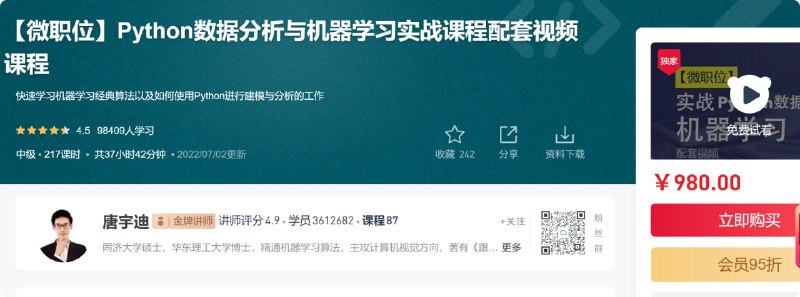 【微职位】Python数据分析与机器学习实战课程配套视频
课程
快速学习机器学习经典算法以及如何使用Python进行建模与分析的工作
4.5 98409人学习
中级·217课时·共37小时42分钟·2022/07/02更新
收藏 242 分享 资料下载
唐宇迪 金牌讲师 讲师评分 4.9·学员 3612682·课程 87
+关注
同济大学硕士，华东理工大学博士，精通机器学习算法，主攻计算机视觉方向，著有《跟... 更多
粉丝群
独家
【微职位】
实战Python数据
机器学习
配套视频
免费试看
￥980.00
立即购买
会员95折